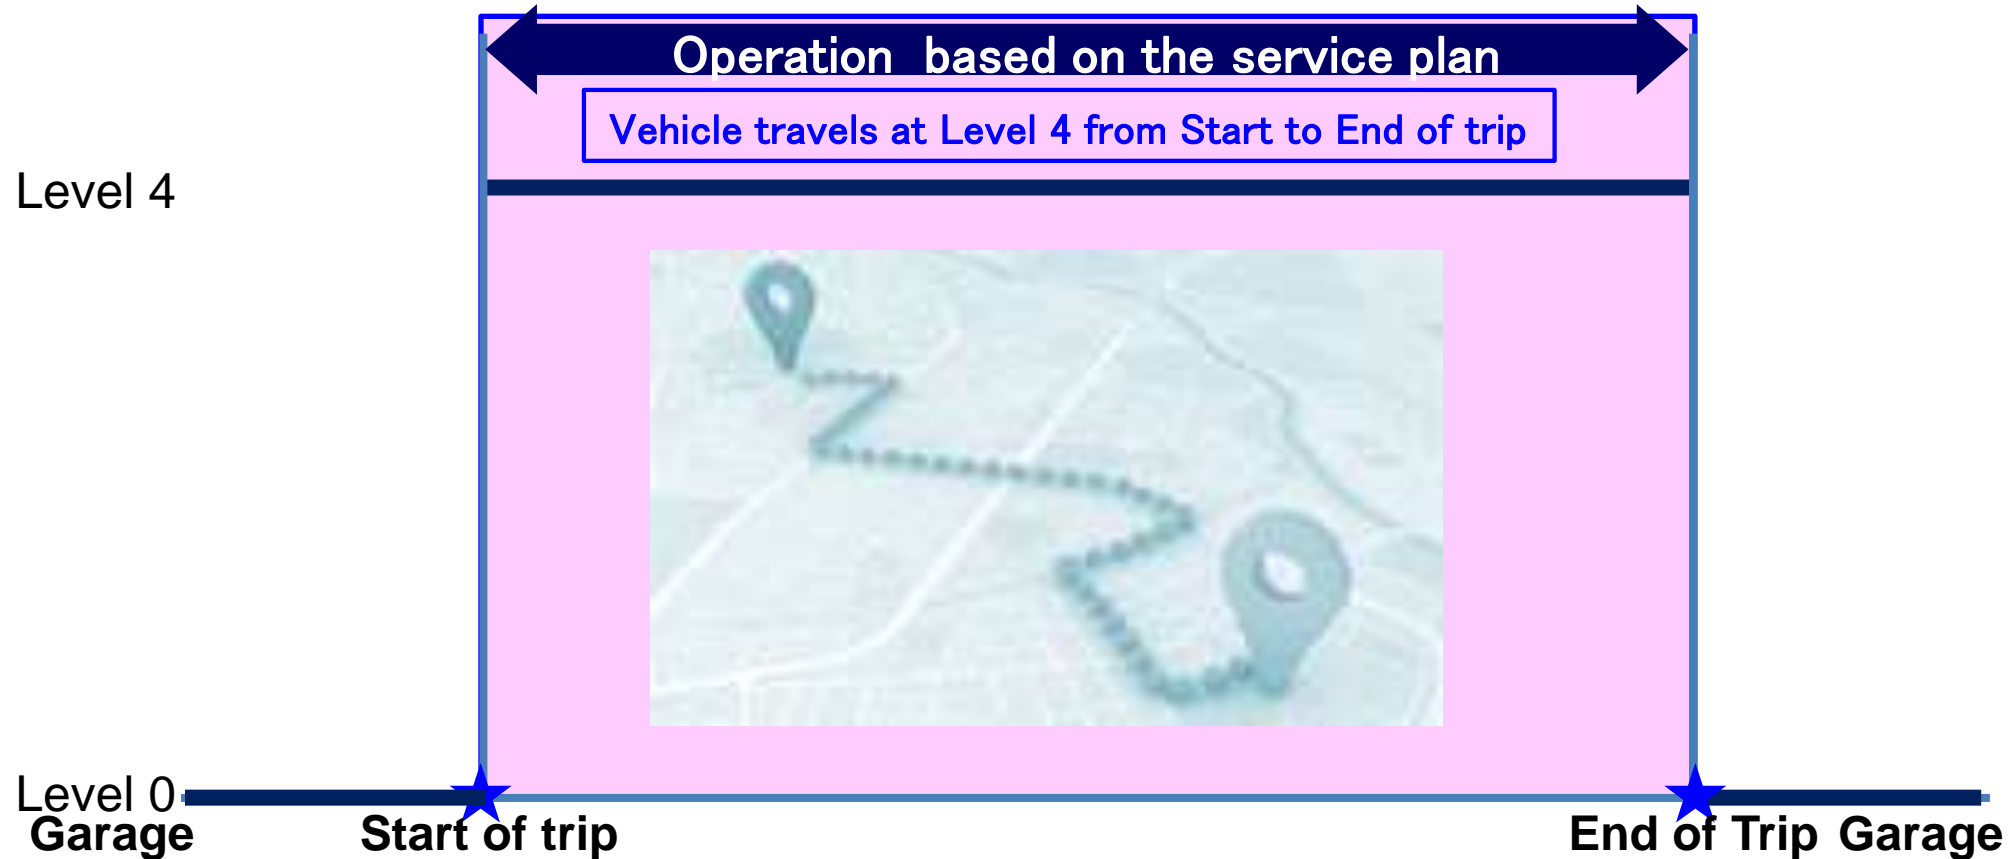 Operation based on the service plan
Vehicle travels at Level 4 from Start to End of trip
Level 4
Level 0
Garage
Start of trip
End of Trip
Garage